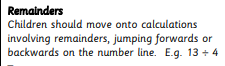 Remainders
Children should move onto calculations
involving remainders, jumping forwards or
backwards on the number line.  E.g. 13 ÷ 4